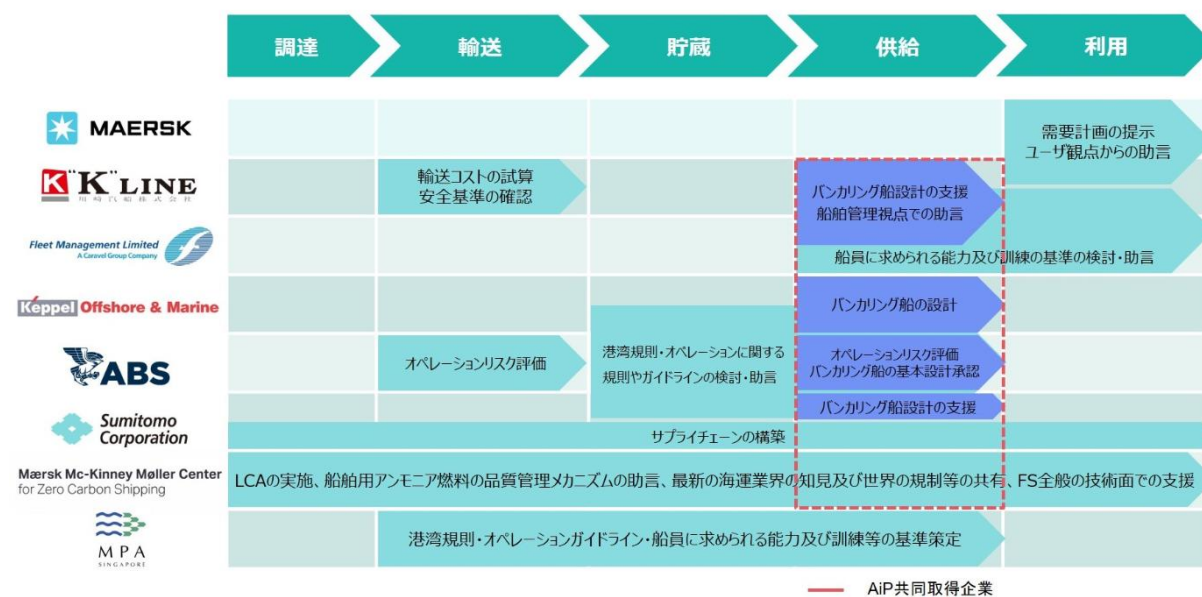 調達
輸送
貯蔵
供給
利用
MAERSK
需要計画の提示
ユーザ観点からの助言
K "K" LINE
川崎汽船株式会社
輸送コストの試算
安全基準の確認
バンカリング船設計の支援
船舶管理視点での助言
Fleet Management Limited
A Caravel Group Company
船員に求められる能力及び訓練の基準の検討・助言
Keppel Offshore & Marine
バンカリング船の設計
ABS
オペレーションリスク評価
港湾規則・オペレーションに関する
規則やガイドラインの検討・助言
オペレーションリスク評価
バンカリング船の基本設計承認
バンカリング船設計の支援
Sumitomo
Corporation
サプライチェーンの構築
Mærsk Mc-Kinney Møller Center
for Zero Carbon Shipping
LCAの実施、船舶用アンモニア燃料の品質管理メカニズムの助言、最新の海運業界の知見及び世界の規制等の共有、FS全般の技術面での支援
MPA
SINGAPORE
港湾規則・オペレーションガイドライン・船員に求められる能力及び訓練等の基準策定
AiP共同取得企業